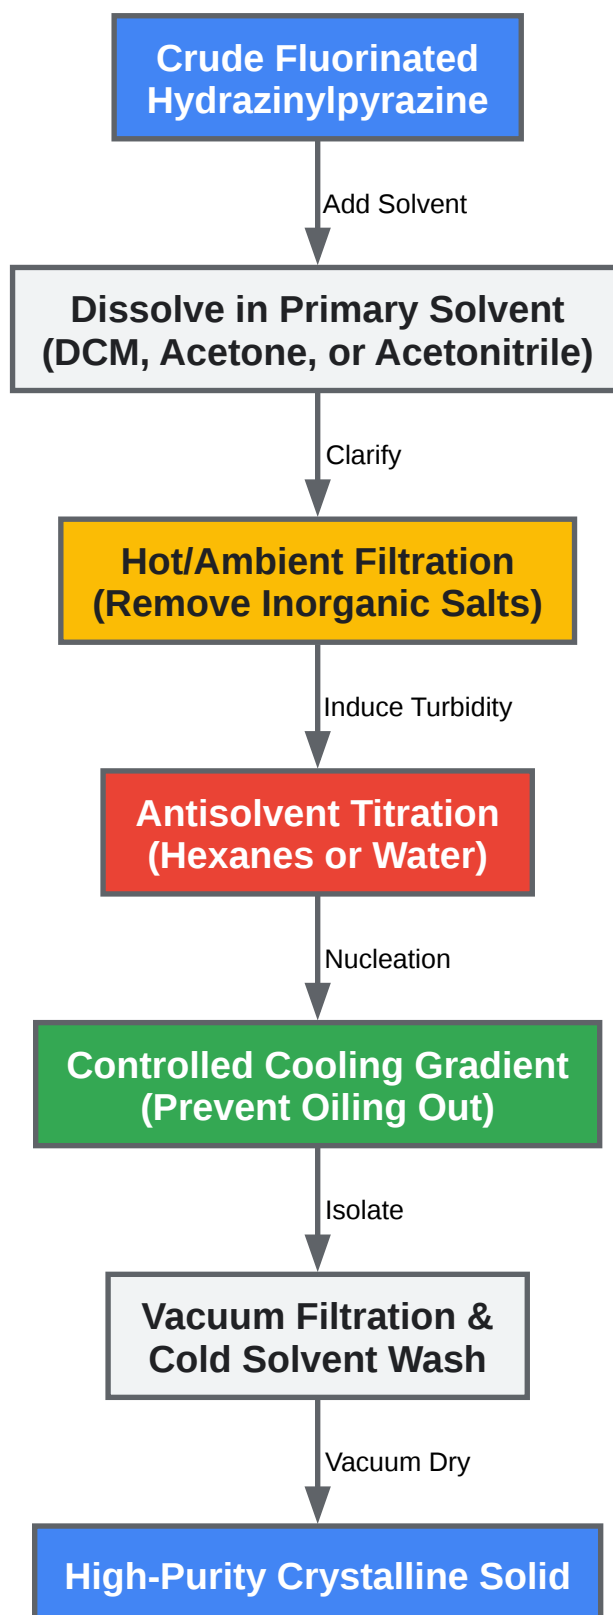 Crude Fluorinated
Hydrazinylpyrazine
Add Solvent
Dissolve in Primary Solvent
(DCM, Acetone, or Acetonitrile)
Clarify
Hot/Ambient Filtration
(Remove Inorganic Salts)
Induce Turbidity
Antisolvent Titration
(Hexanes or Water)
Nucleation
Controlled Cooling Gradient
(Prevent Oiling Out)
Isolate
Vacuum Filtration &
Cold Solvent Wash
Vacuum Dry
High-Purity Crystalline Solid